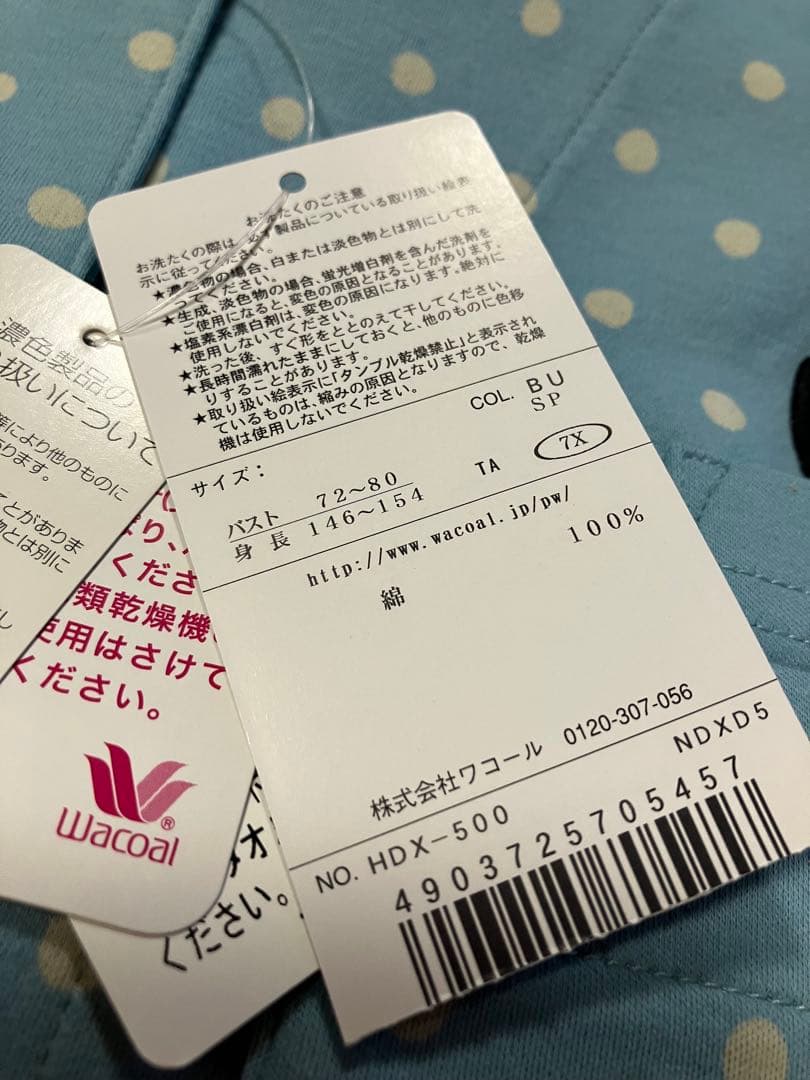 お洗たくのご注意
お洗たくの際は、必ず製品についている取り扱い絵表
示に従ってください。
★濃色物の場合、白または淡色物とは別にして洗
ってください。
★生成、淡色物の場合、蛍光増白剤を含んだ洗剤を
ご使用になると、変色の原因となることがあります。
★塩素系漂白剤は、変色の原因になります。絶対に
使用しないでください。
★洗った後、すぐ形をととのえて干してください。
★長時間濡れたままにしておくと、他のものに色移
りすることがあります。
★取り扱い絵表示に「タンブル乾燥禁止」と表示され
ているものは、縮みの原因となりますので、乾燥
機は使用しないでください。
COL. BU
SP
サイズ:
TA 7X
バスト 72~80
身長 146~154
http://www.wacoal.jp/pw/
綿 100%
株式会社ワコール 0120-307-056
NDXD5
NO. HDX-500
4903725705457
濃色製品の
扱いについて
等により他のものに
あります。
ことがありま
物とは別に
くださ
類乾燥機
使用はさけて
ください。
Wacoal®
ください。